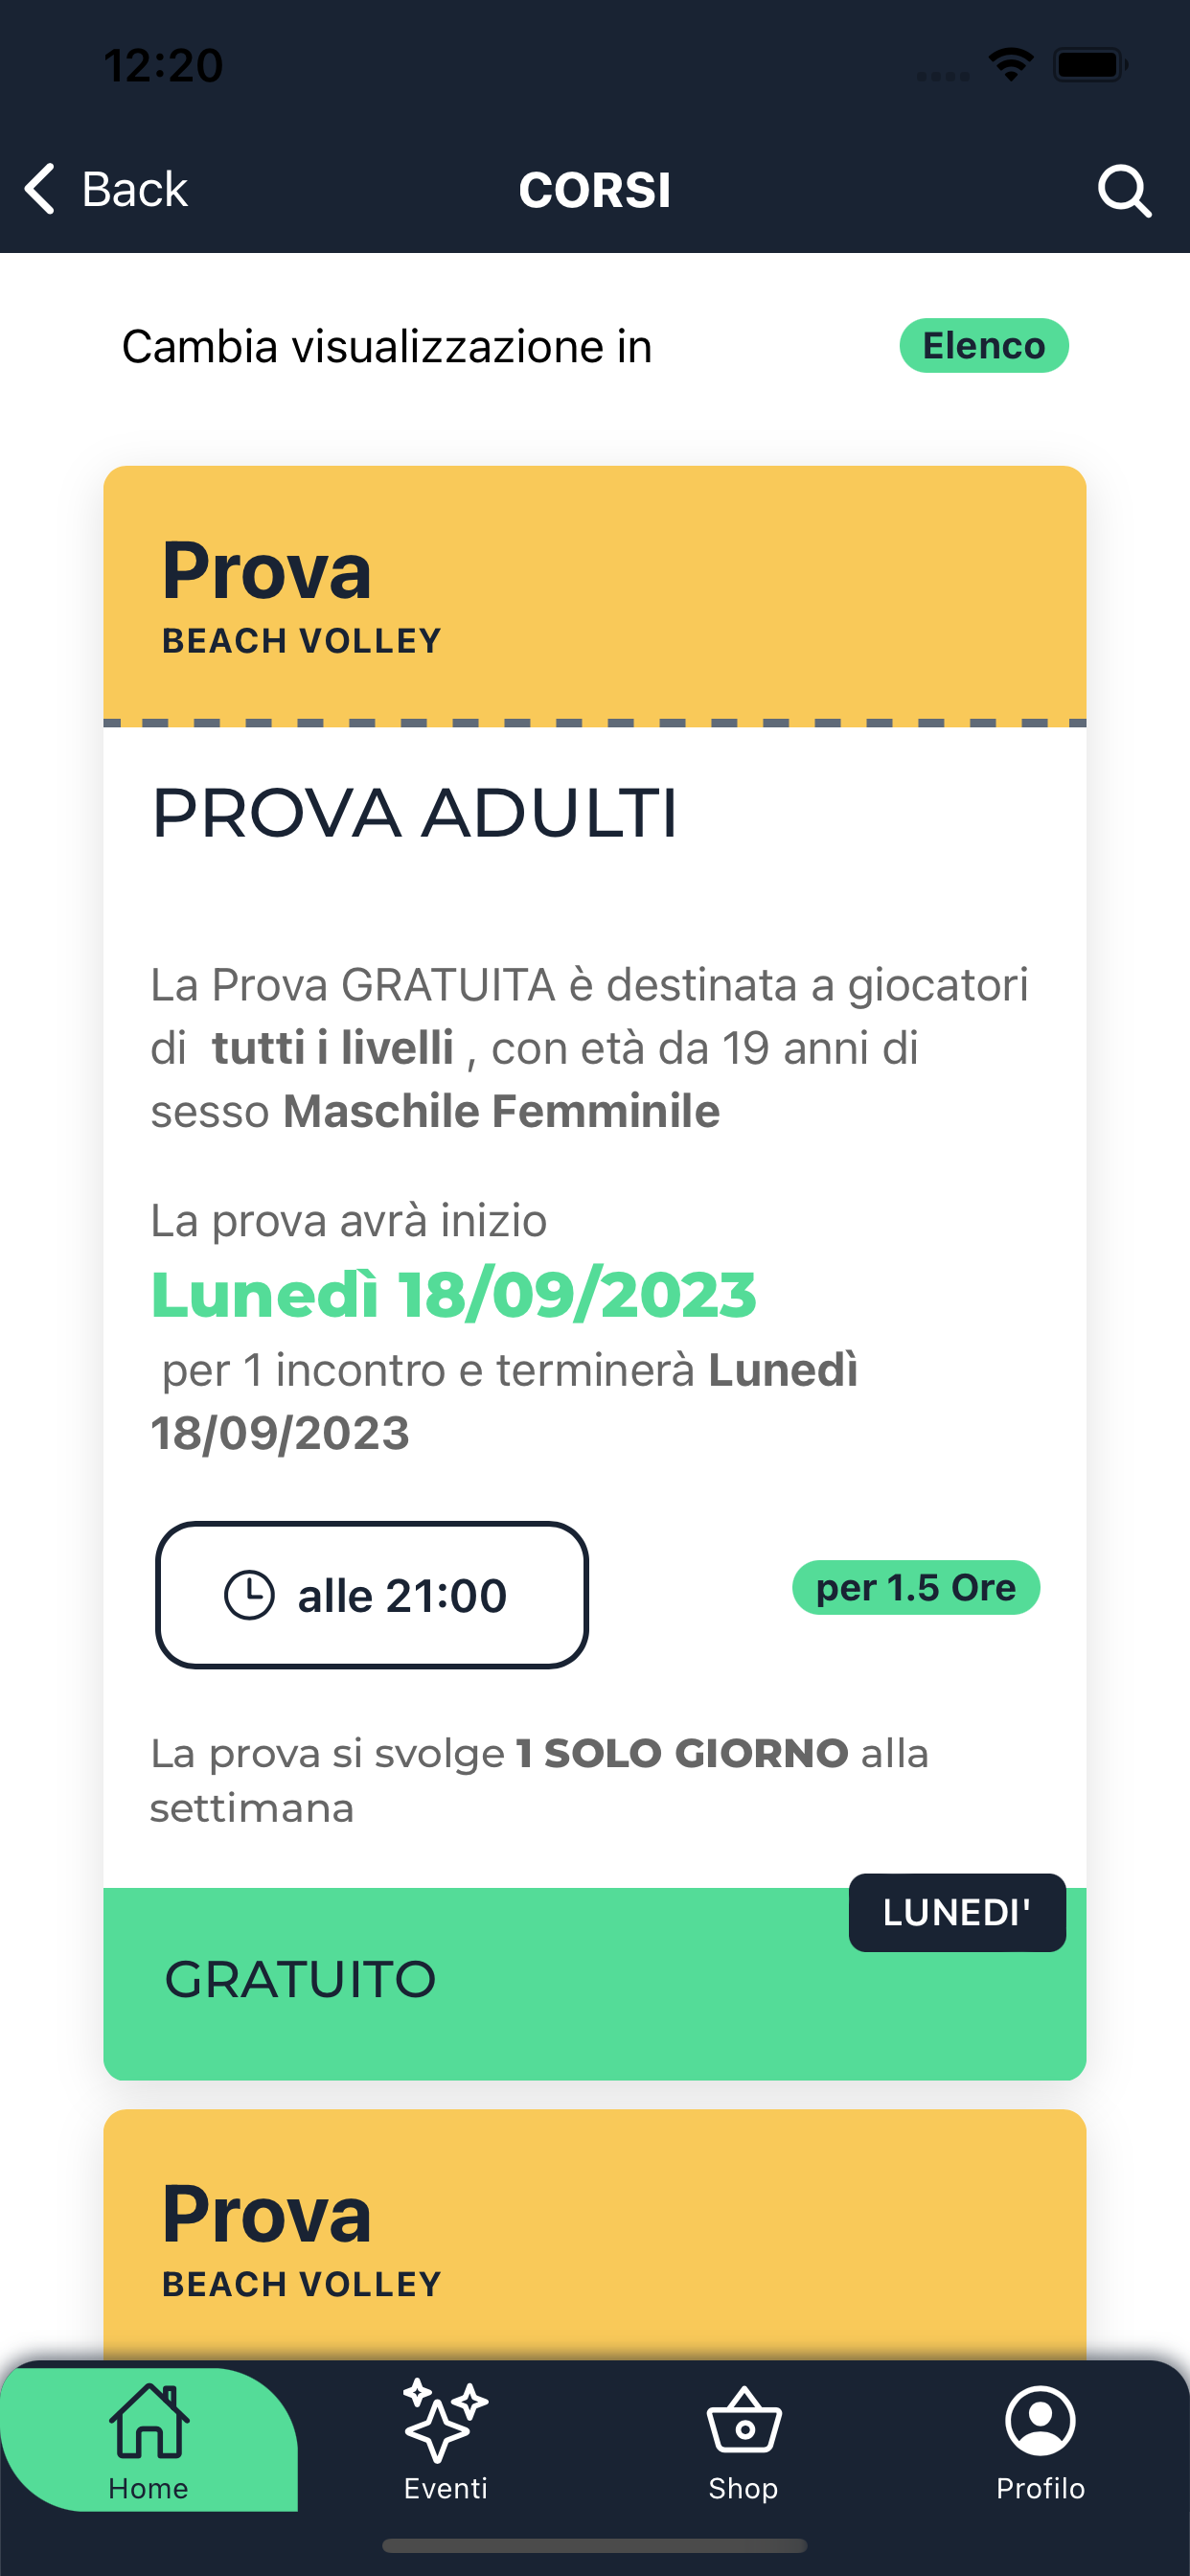 12:20
Back
CORSI
Cambia visualizzazione in
Elenco
Prova
BEACH VOLLEY
PROVA ADULTI
La Prova GRATUITA è destinata a giocatori
di tutti i livelli , con età da 19 anni di
sesso Maschile Femminile
La prova avrà inizio
Lunedì 18/09/2023
per 1 incontro e terminerà Lunedì
18/09/2023
alle 21:00
per 1.5 Ore
La prova si svolge 1 SOLO GIORNO alla
settimana
LUNEDI'
GRATUITO
Prova
BEACH VOLLEY
Home
Eventi
Shop
Profilo